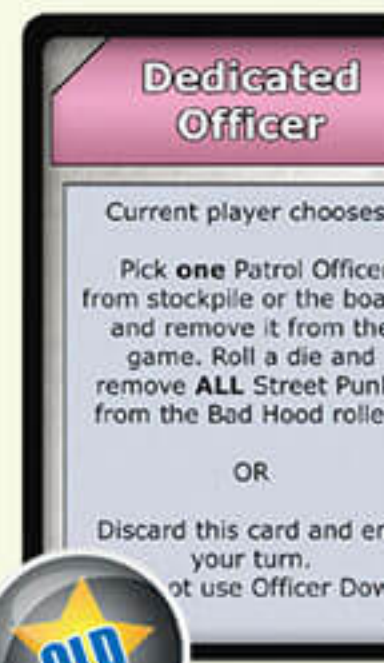 Dedicated
Officer
Current player chooses
Pick one Patrol Officer
from stockpile or the boa
and remove it from the
game. Roll a die and
remove ALL Street Punk
from the Bad Hood rolle
OR
Discard this card and en
your turn.
ot use Officer Dow
OLD